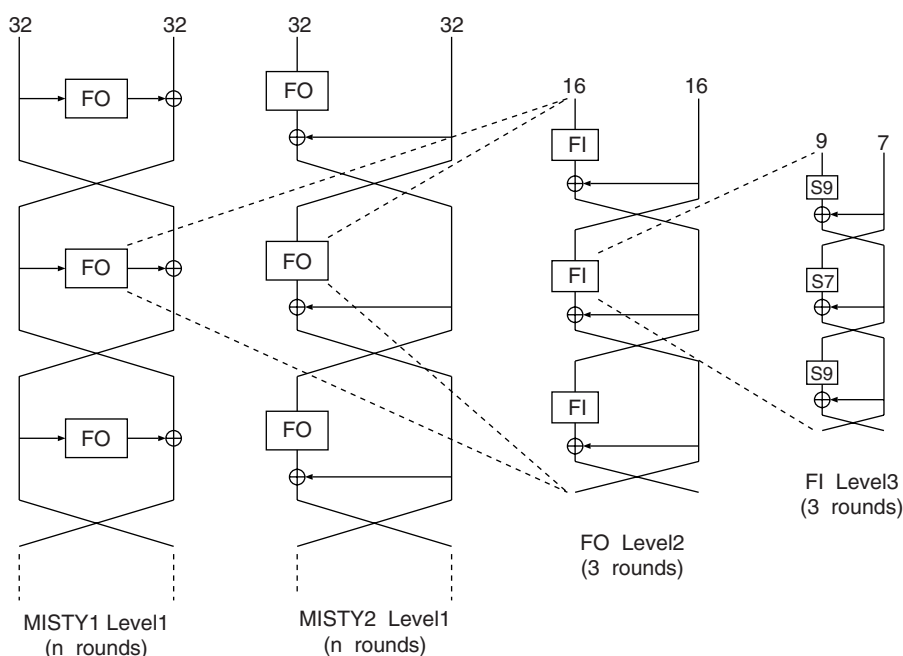 32 32
FO
FO
FO
MISTY1 Level1
(n rounds)
32 32
FO
FO
FO
MISTY2 Level1
(n rounds)
16 16
FI
FI
FI
FO Level2
(3 rounds)
9 7
S9
S7
S9
FI Level3
(3 rounds)